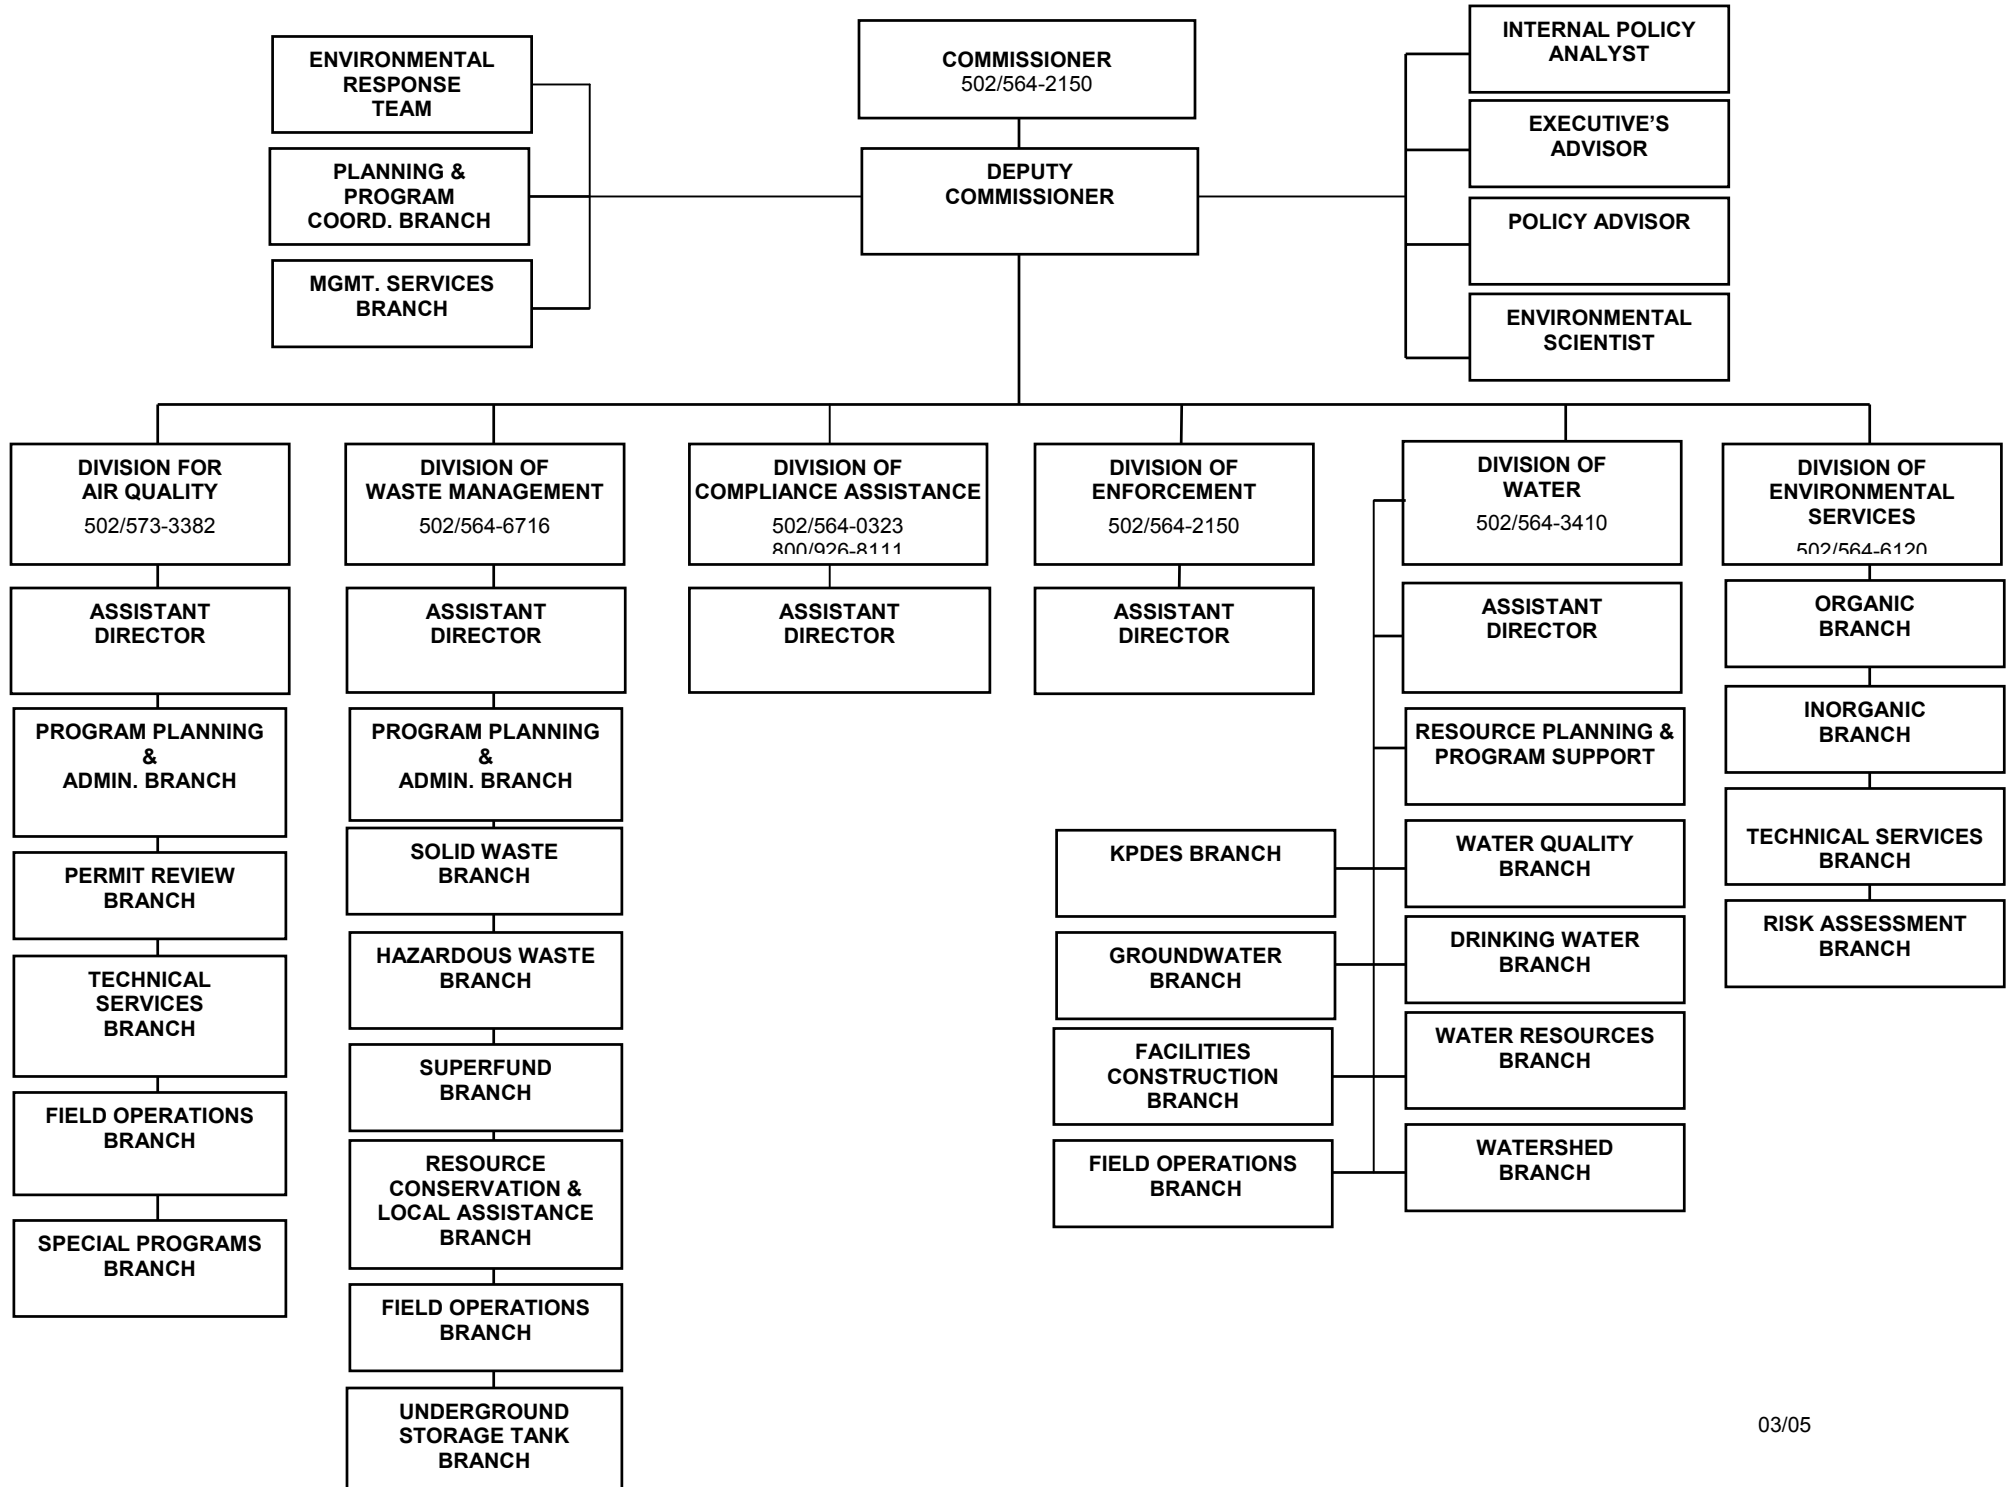 ENVIRONMENTAL
RESPONSE
TEAM
COMMISSIONER
502/564-2150
INTERNAL POLICY
ANALYST
EXECUTIVE’S
ADVISOR
PLANNING &
PROGRAM
COORD. BRANCH
DEPUTY
COMMISSIONER
POLICY ADVISOR
MGMT. SERVICES
BRANCH
ENVIRONMENTAL
SCIENTIST
DIVISION FOR
AIR QUALITY
502/573-3382
ASSISTANT
DIRECTOR
PROGRAM PLANNING
&
ADMIN. BRANCH
PERMIT REVIEW
BRANCH
TECHNICAL
SERVICES
BRANCH
FIELD OPERATIONS
BRANCH
SPECIAL PROGRAMS
BRANCH
DIVISION OF
WASTE MANAGEMENT
502/564-6716
ASSISTANT
DIRECTOR
PROGRAM PLANNING
&
ADMIN. BRANCH
SOLID WASTE
BRANCH
HAZARDOUS WASTE
BRANCH
SUPERFUND
BRANCH
RESOURCE
CONSERVATION &
LOCAL ASSISTANCE
BRANCH
FIELD OPERATIONS
BRANCH
UNDERGROUND
STORAGE TANK
BRANCH
DIVISION OF
COMPLIANCE ASSISTANCE
502/564-0323
800/926-8111
ASSISTANT
DIRECTOR
DIVISION OF
ENFORCEMENT
502/564-2150
ASSISTANT
DIRECTOR
DIVISION OF
WATER
502/564-3410
ASSISTANT
DIRECTOR
RESOURCE PLANNING &
PROGRAM SUPPORT
KPDES BRANCH
WATER QUALITY
BRANCH
GROUNDWATER
BRANCH
DRINKING WATER
BRANCH
FACILITIES
CONSTRUCTION
BRANCH
WATER RESOURCES
BRANCH
FIELD OPERATIONS
BRANCH
WATERSHED
BRANCH
DIVISION OF
ENVIRONMENTAL
SERVICES
502/564-6120
ORGANIC
BRANCH
INORGANIC
BRANCH
TECHNICAL SERVICES
BRANCH
RISK ASSESSMENT
BRANCH
03/05